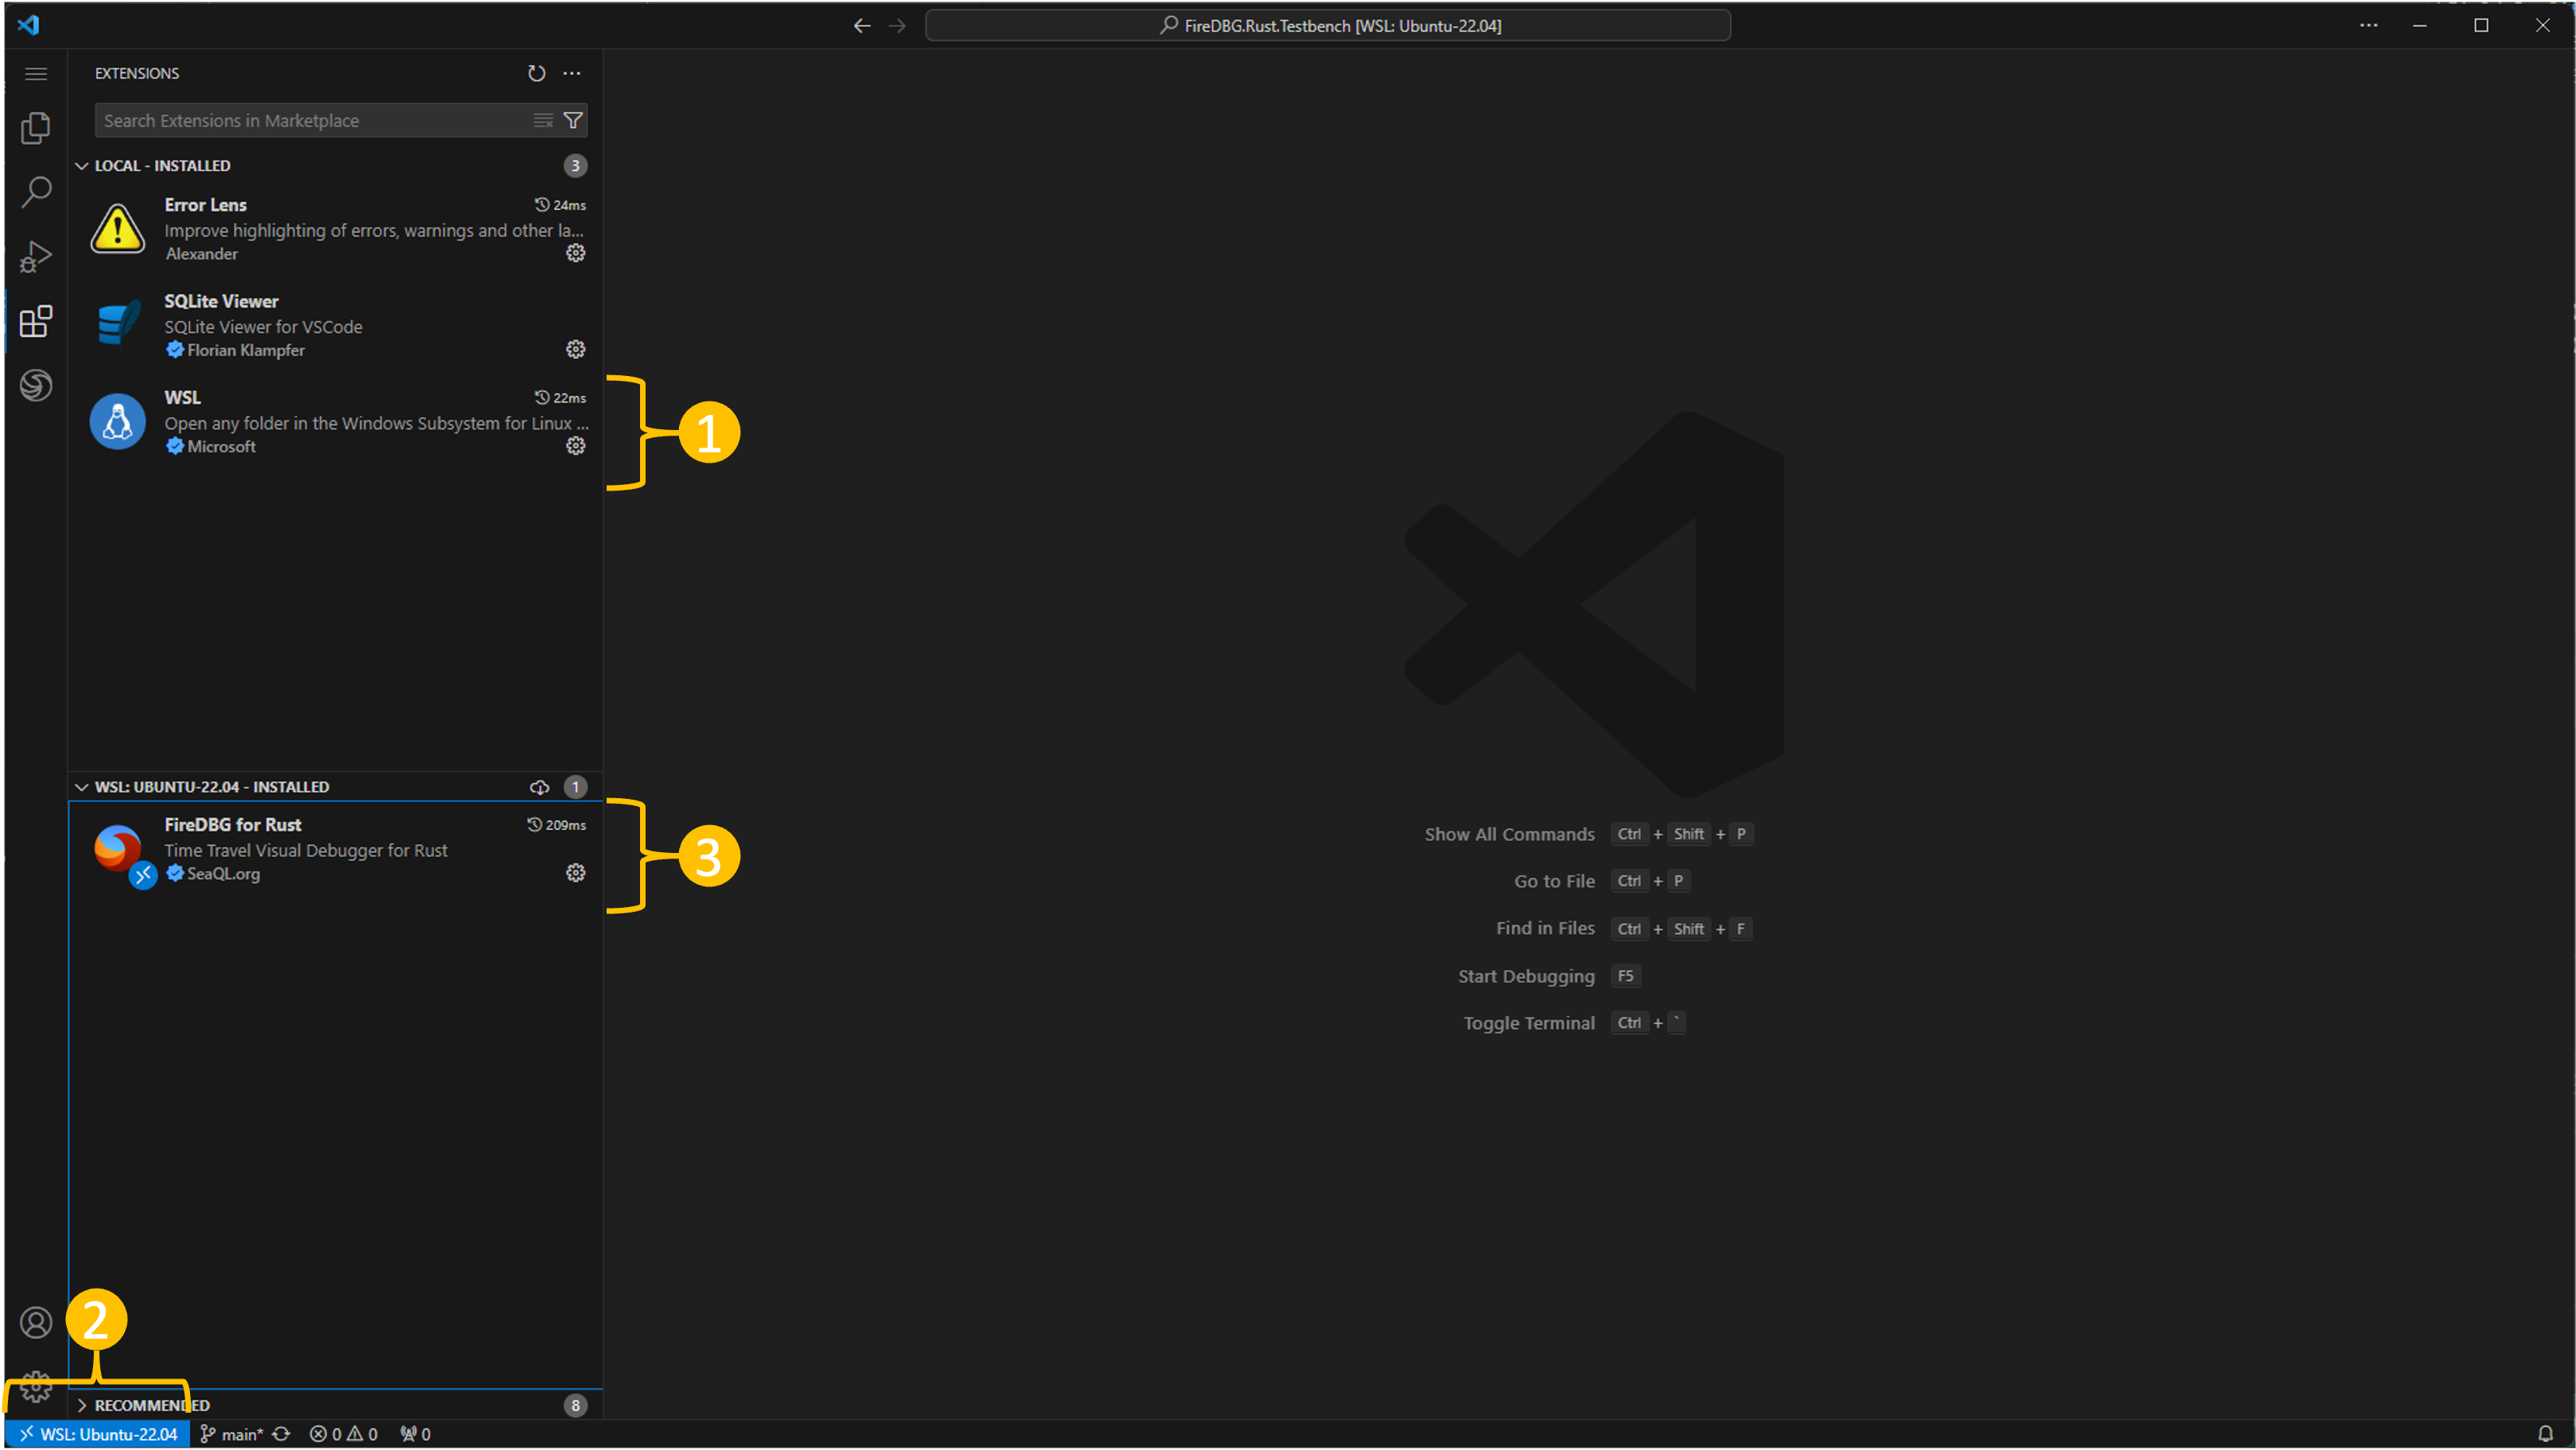 FireDBG.Rust.Testbench [WSL: Ubuntu-22.04]
EXTENSIONS
Search Extensions in Marketplace
LOCAL - INSTALLED 3
Error Lens 24ms
Improve highlighting of errors, warnings and other la...
Alexander
SQLite Viewer
SQLite Viewer for VSCode
Florian Klampfer
WSL 22ms
Open any folder in the Windows Subsystem for Linux ...
Microsoft
1
WSL: UBUNTU-22.04 - INSTALLED 1
FireDBG for Rust 209ms
Time Travel Visual Debugger for Rust
SeaQL.org
3
Show All Commands Ctrl + Shift + P
Go to File Ctrl + P
Find in Files Ctrl + Shift + F
Start Debugging F5
Toggle Terminal Ctrl + `
2
RECOMMENDED 8
WSL: Ubuntu-22.04 main* 0 0 0